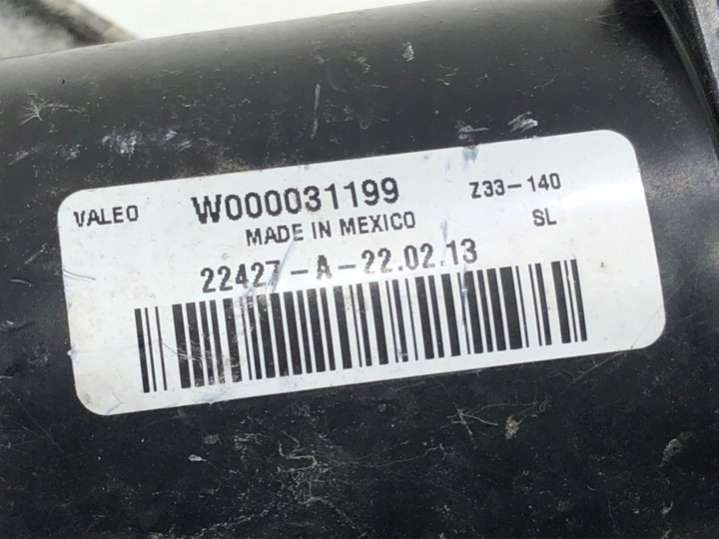 VALEO W000031199 Z33-140
MADE IN MEXICO SL
22427-A-22.02.13